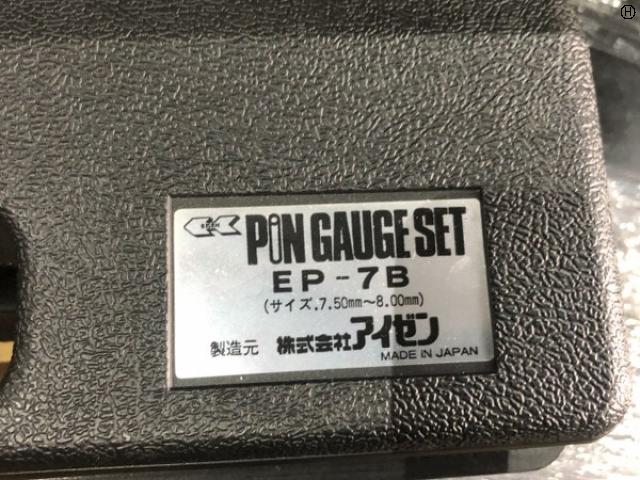 PiN GAUGE SET
EP-7B
(サイズ.7.50mm～8.00mm)
製造元 株式会社アイゼン
MADE IN JAPAN
H